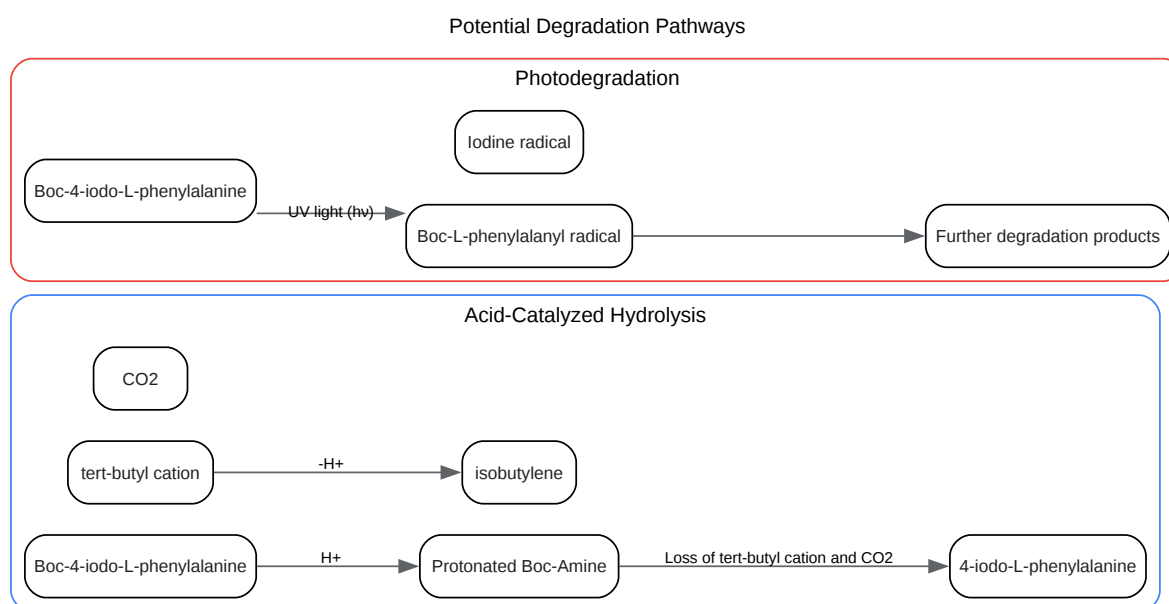 Potential Degradation Pathways
Photodegradation
Iodine radical
Boc-4-iodo-L-phenylalanine
UV light (hν)
Boc-L-phenylalanyl radical
Further degradation products
Acid-Catalyzed Hydrolysis
CO2
tert-butyl cation
-H+
isobutylene
Boc-4-iodo-L-phenylalanine
H+
Protonated Boc-Amine
Loss of tert-butyl cation and CO2
4-iodo-L-phenylalanine